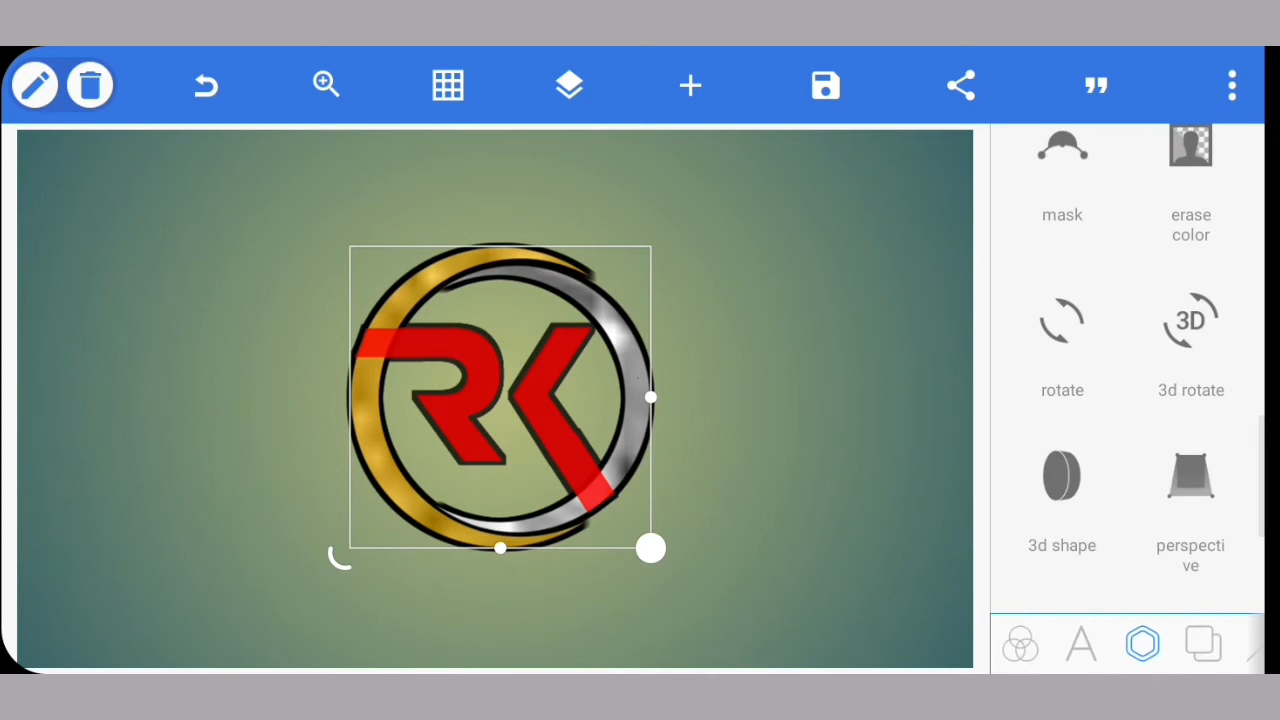 mask
erase
color
RK
rotate
3D
3d rotate
3d shape
perspecti
ve
A